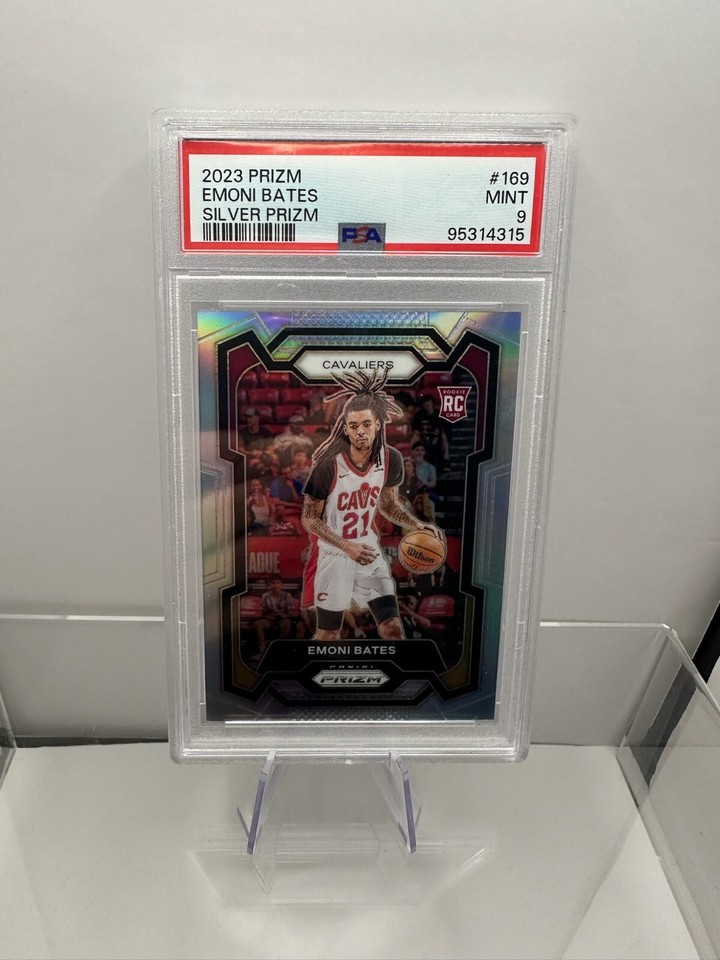 2023 PRIZM #169
EMONI BATES MINT
SILVER PRIZM 9
PSA 95314315
CAVALIERS
ROOKIE
RC
CARD
CAVS
21
Wilson
AGUE
C
EMONI BATES
PANINI
PRIZM